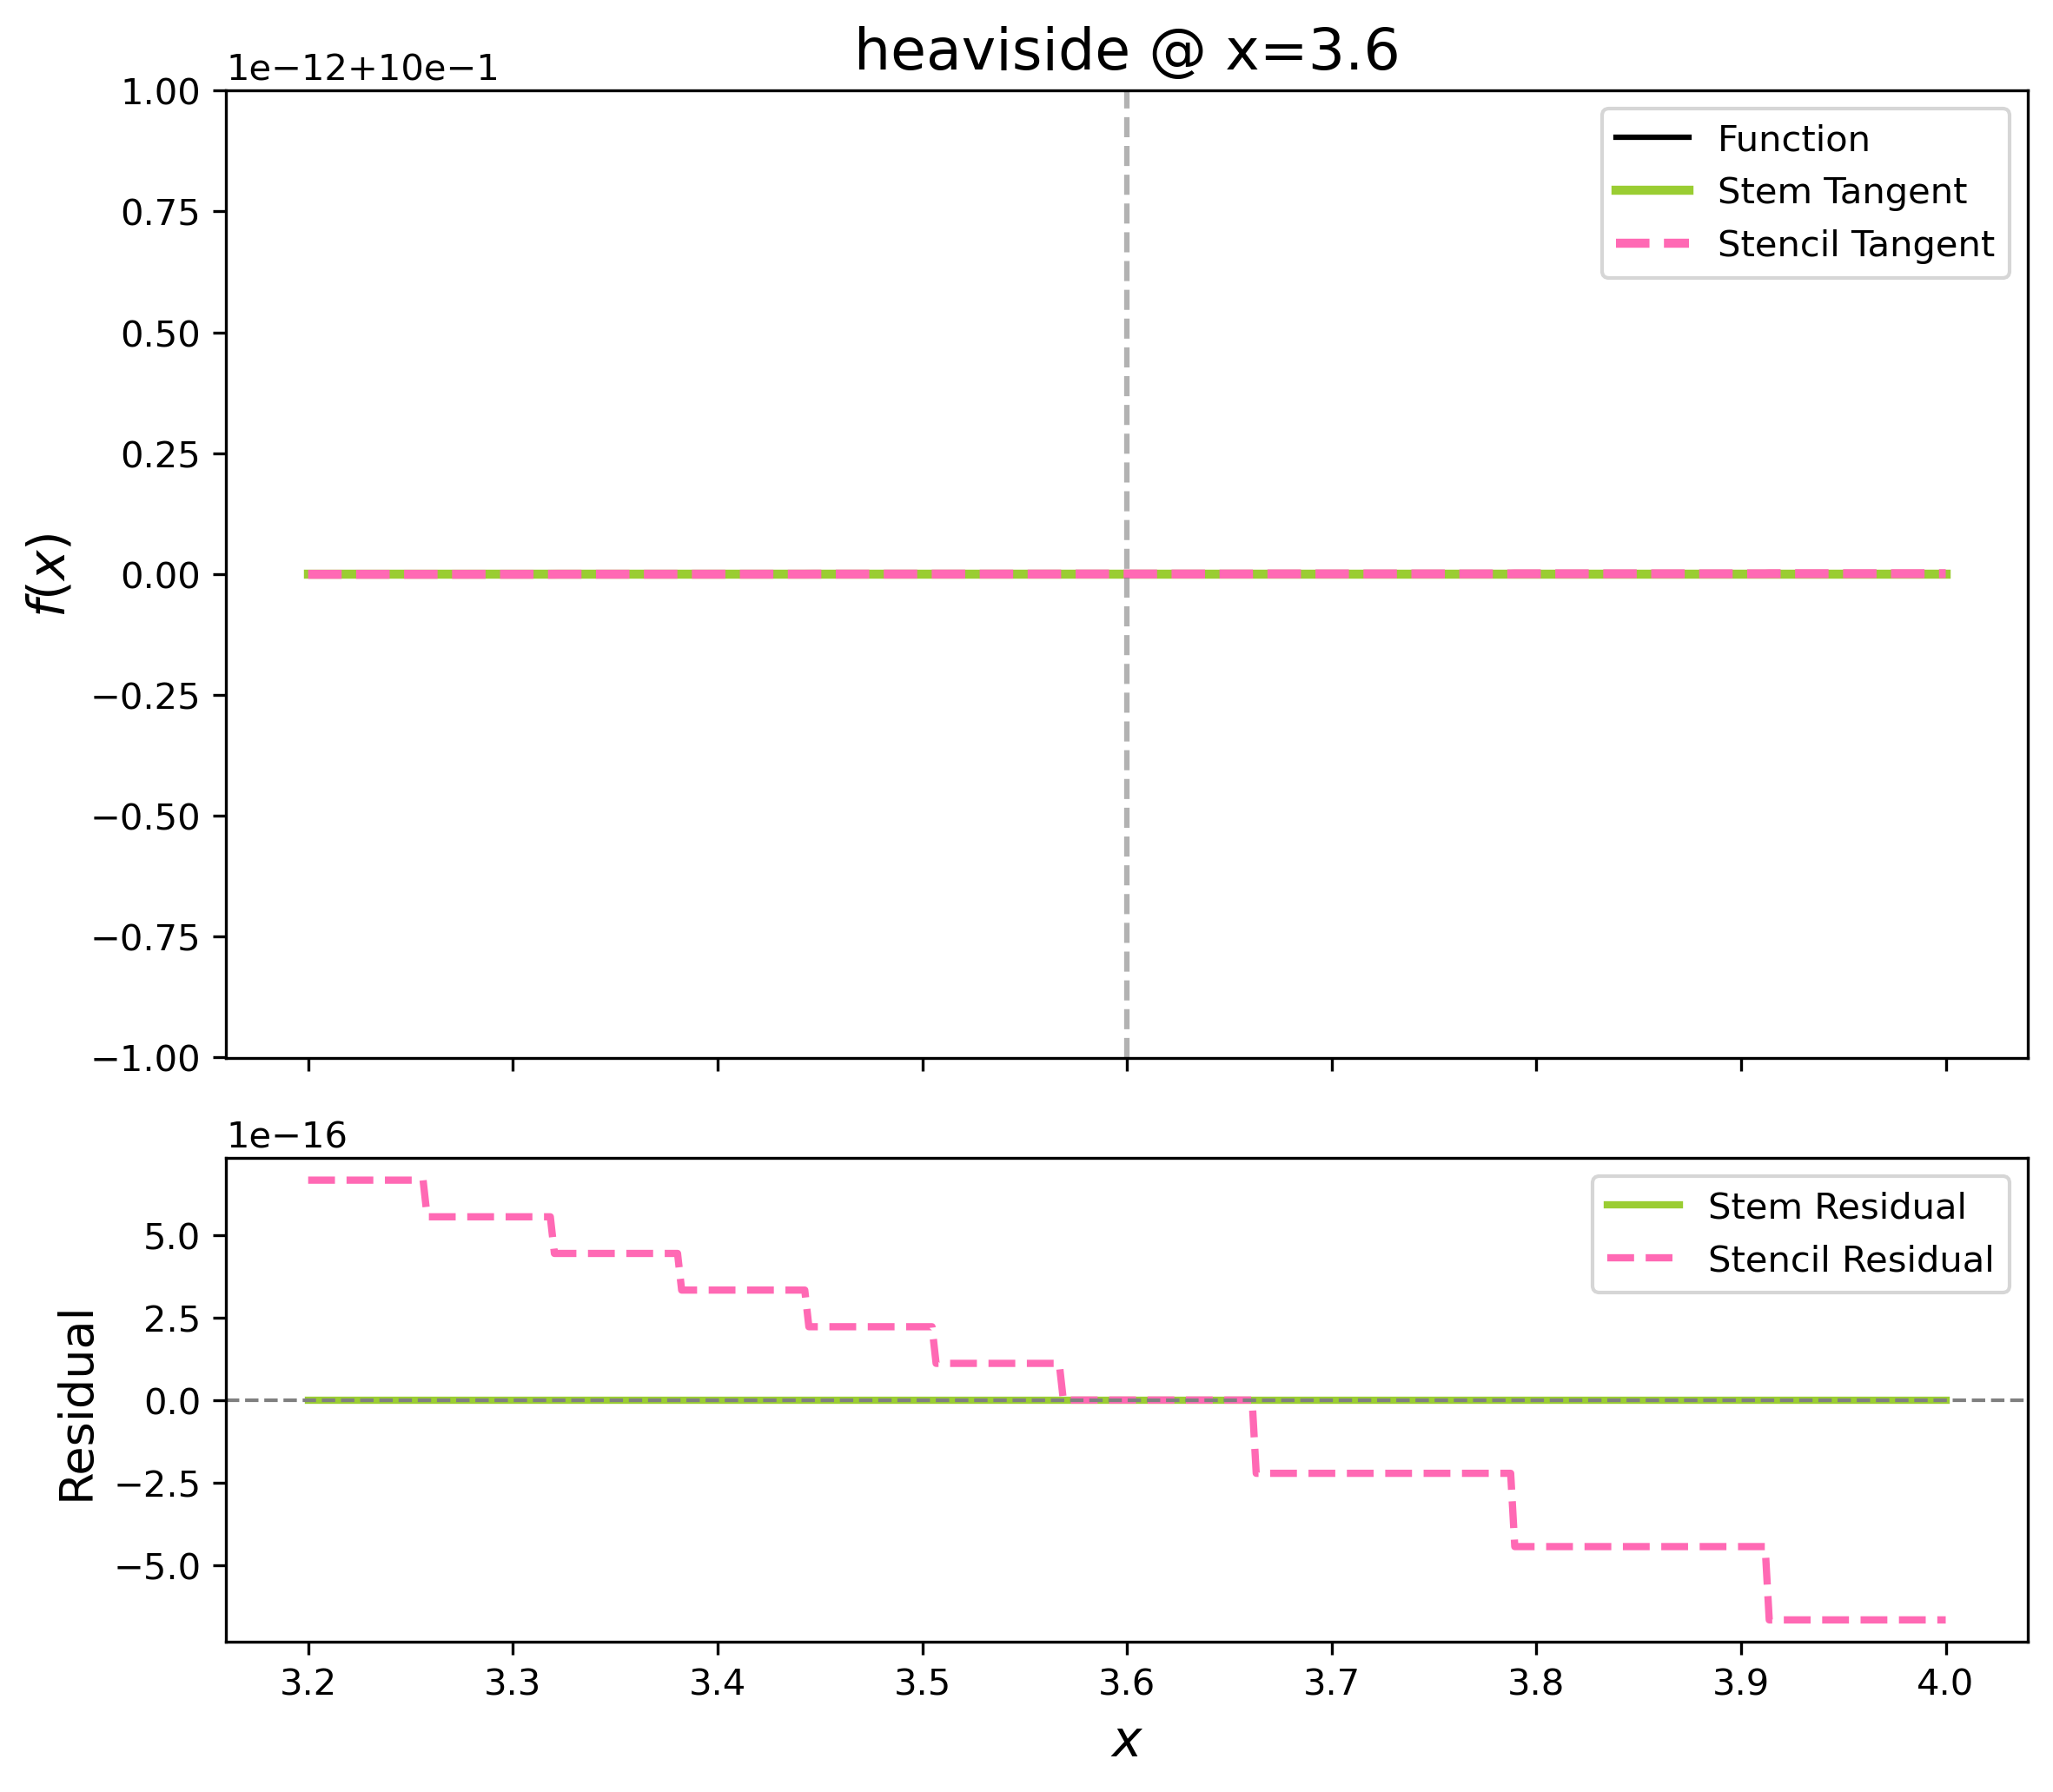 heaviside @ x=3.6
1e−12+10e−1
1.00
0.75
0.50
0.25
0.00
−0.25
−0.50
−0.75
−1.00
f(x)
Function
Stem Tangent
Stencil Tangent
1e−16
5.0
2.5
0.0
−2.5
−5.0
Residual
Stem Residual
Stencil Residual
3.2 3.3 3.4 3.5 3.6 3.7 3.8 3.9 4.0
x